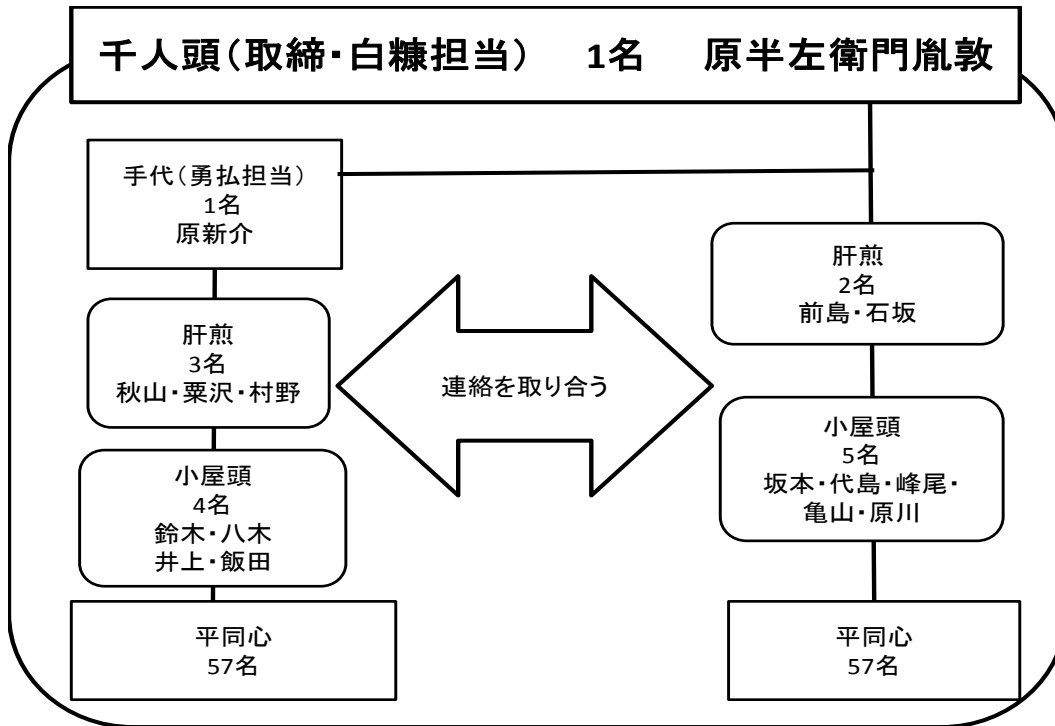 千人頭(取締・白糠担当) 1名 原半左衛門胤敦
手代(勇払担当)
1名
原新介
肝煎
3名
秋山・粟沢・村野
小屋頭
4名
鈴木・八木
井上・飯田
平同心
57名
連絡を取り合う
肝煎
2名
前島・石坂
小屋頭
5名
坂本・代島・峰尾・
亀山・原川
平同心
57名